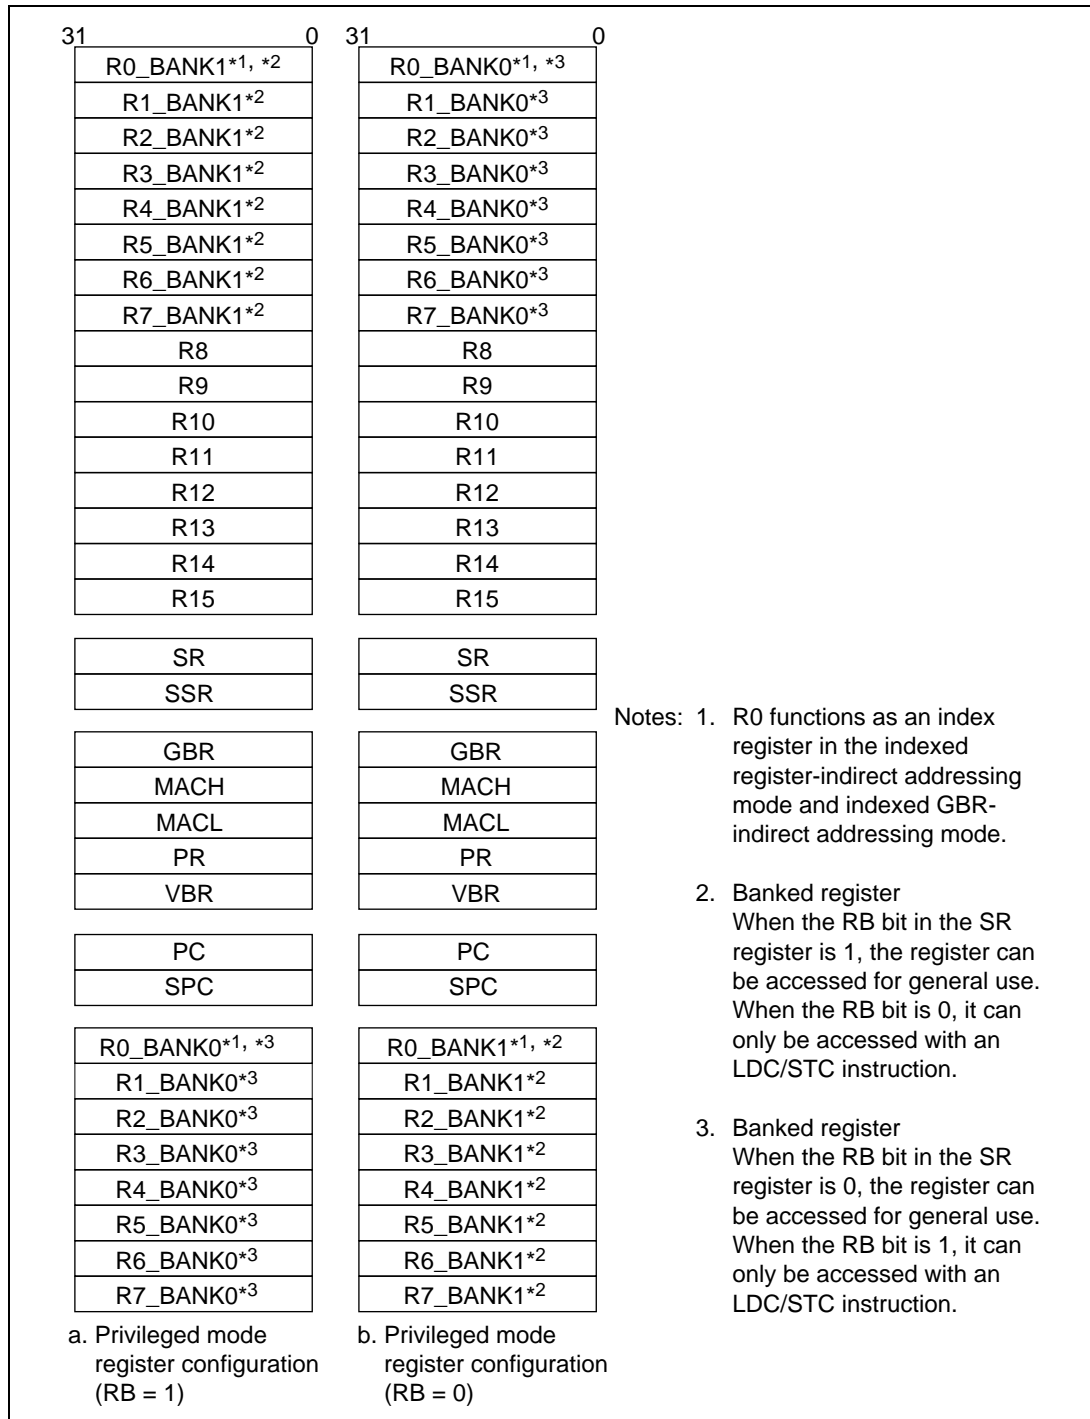 31 0 31 0
R0_BANK1*1, *2 R0_BANK0*1, *3
R1_BANK1*2 R1_BANK0*3
R2_BANK1*2 R2_BANK0*3
R3_BANK1*2 R3_BANK0*3
R4_BANK1*2 R4_BANK0*3
R5_BANK1*2 R5_BANK0*3
R6_BANK1*2 R6_BANK0*3
R7_BANK1*2 R7_BANK0*3
R8 R8
R9 R9
R10 R10
R11 R11
R12 R12
R13 R13
R14 R14
R15 R15
SR SR
SSR SSR
GBR GBR
MACH MACH
MACL MACL
PR PR
VBR VBR
PC PC
SPC SPC
R0_BANK0*1, *3 R0_BANK1*1, *2
R1_BANK0*3 R1_BANK1*2
R2_BANK0*3 R2_BANK1*2
R3_BANK0*3 R3_BANK1*2
R4_BANK0*3 R4_BANK1*2
R5_BANK0*3 R5_BANK1*2
R6_BANK0*3 R6_BANK1*2
R7_BANK0*3 R7_BANK1*2
a. Privileged mode
register configuration
(RB = 1)
b. Privileged mode
register configuration
(RB = 0)
Notes: 1. R0 functions as an index
register in the indexed
register-indirect addressing
mode and indexed GBR-
indirect addressing mode.
2. Banked register
When the RB bit in the SR
register is 1, the register can
be accessed for general use.
When the RB bit is 0, it can
only be accessed with an
LDC/STC instruction.
3. Banked register
When the RB bit in the SR
register is 0, the register can
be accessed for general use.
When the RB bit is 1, it can
only be accessed with an
LDC/STC instruction.